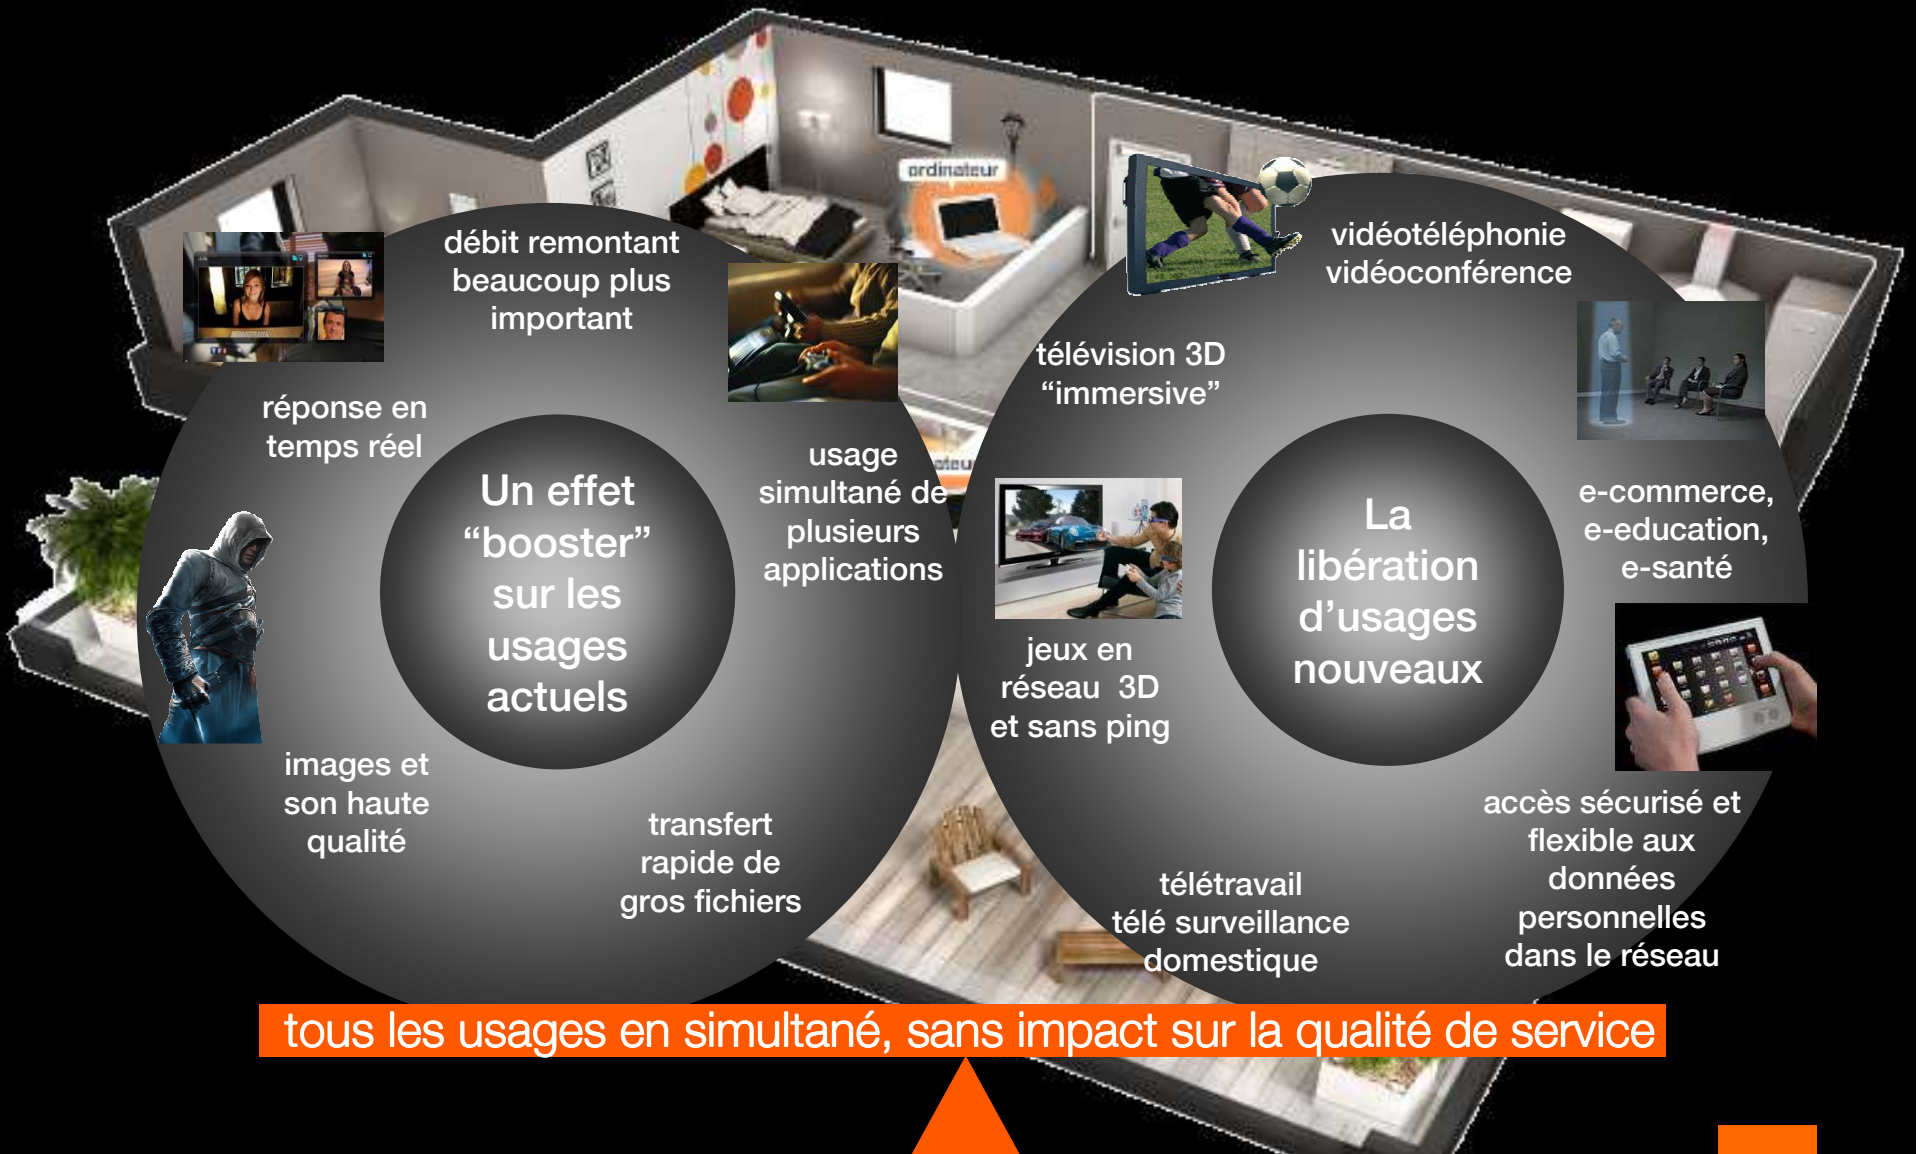 ordinateur
débit remontant
beaucoup plus
important
réponse en
temps réel
usage
simultané de
plusieurs
applications
Un effet
“booster”
sur les
usages
actuels
images et
son haute
qualité
transfert
rapide de
gros fichiers
vidéotéléphonie
vidéoconférence
télévision 3D
“immersive”
e-commerce,
e-education,
e-santé
La
libération
d’usages
nouveaux
jeux en
réseau 3D
et sans ping
accès sécurisé et
flexible aux
données
personnelles
dans le réseau
télétravail
télé surveillance
domestique
tous les usages en simultané, sans impact sur la qualité de service